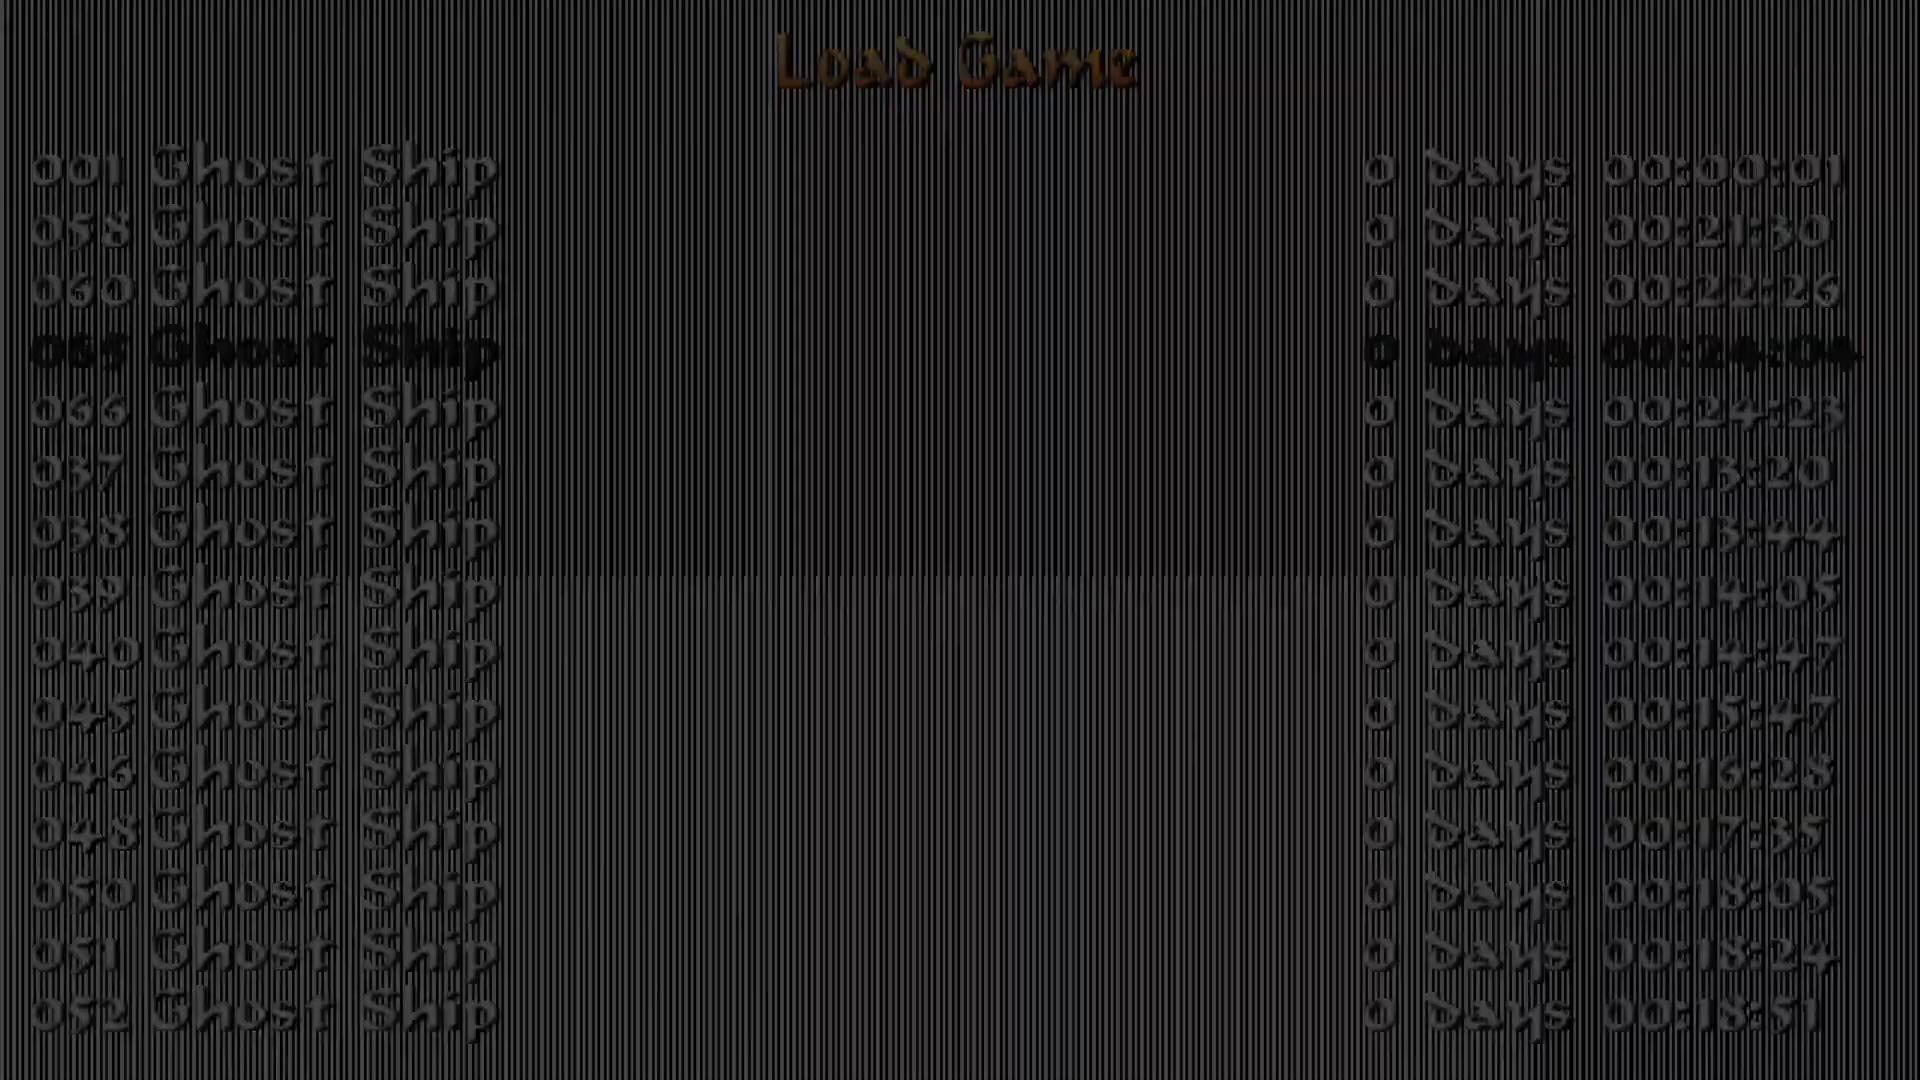 Load Game
001 Ghost Ship 0 Days 00:00:01
058 Ghost Ship 0 Days 00:21:30
060 Ghost Ship 0 Days 00:22:26
065 Ghost Ship 0 Days 00:24:04
066 Ghost Ship 0 Days 00:24:23
037 Ghost Ship 0 Days 00:13:20
038 Ghost Ship 0 Days 00:13:44
039 Ghost Ship 0 Days 00:14:05
040 Ghost Ship 0 Days 00:14:47
045 Ghost Ship 0 Days 00:15:47
046 Ghost Ship 0 Days 00:16:28
048 Ghost Ship 0 Days 00:17:35
050 Ghost Ship 0 Days 00:18:05
051 Ghost Ship 0 Days 00:18:24
052 Ghost Ship 0 Days 00:18:51